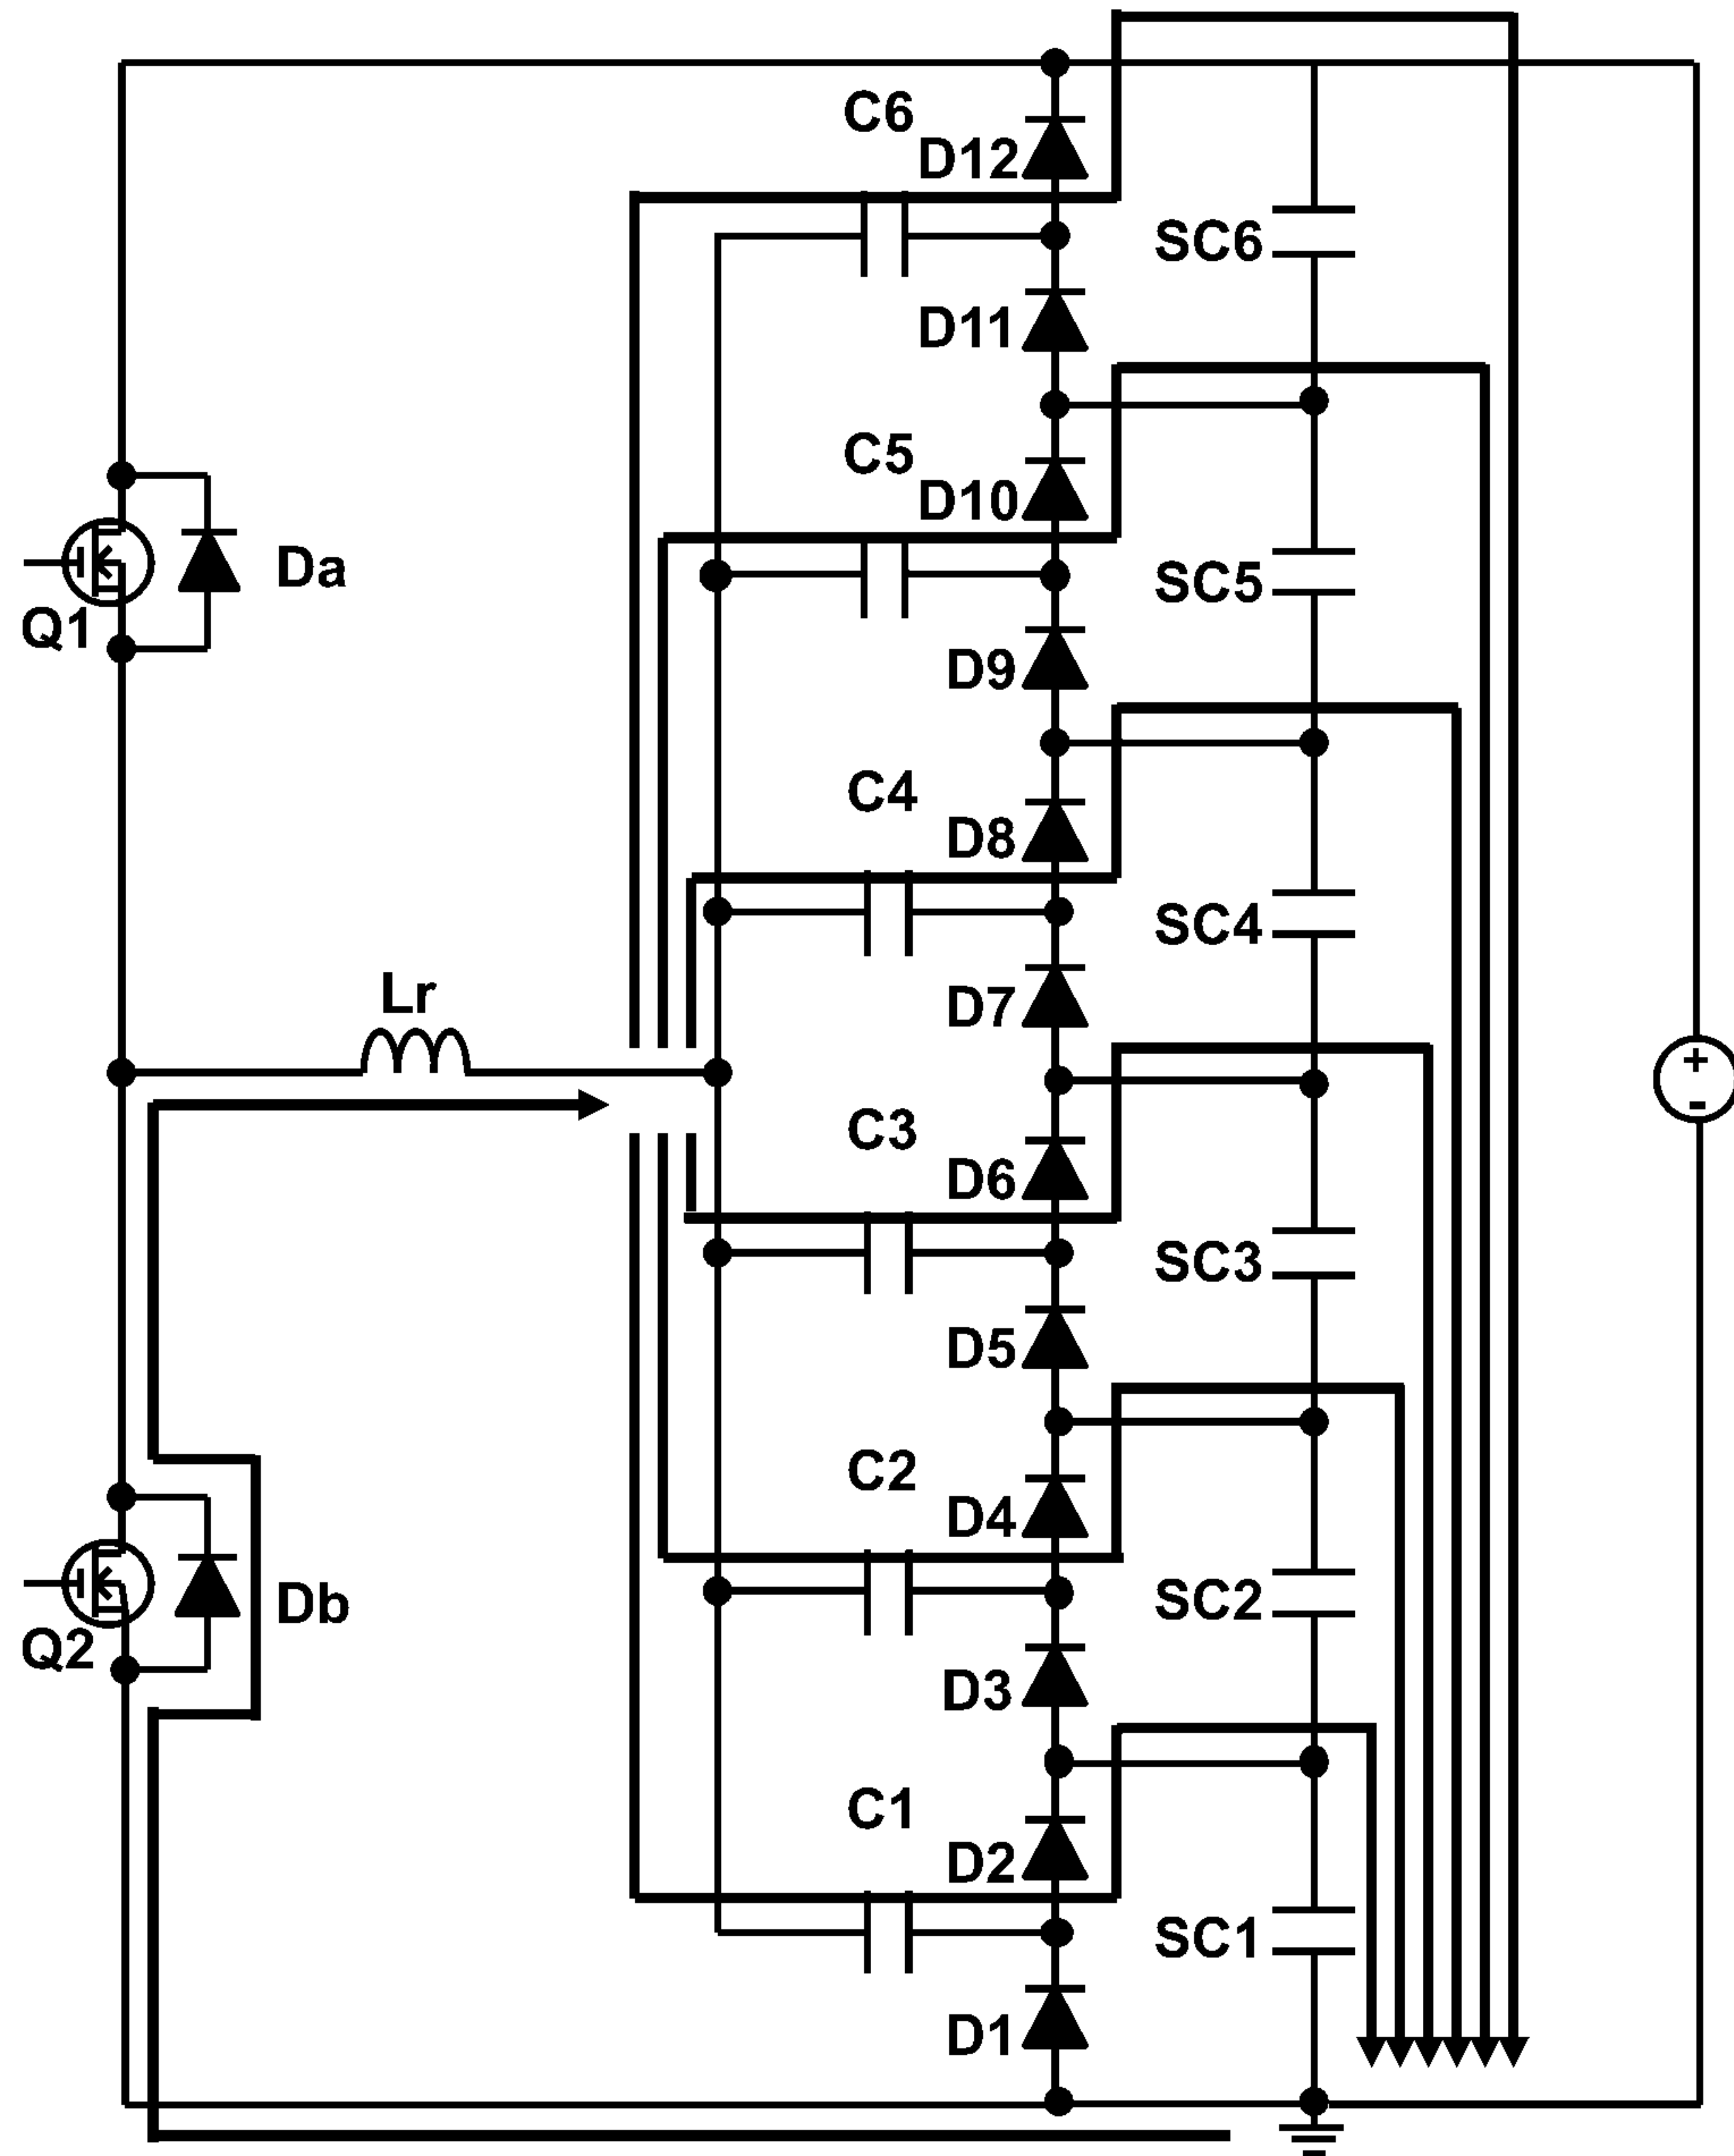 C6
D12
SC6
D11
C5
D10
Da
SC5
Q1
D9
C4
D8
SC4
Lr
D7
+
-
C3
D6
SC3
D5
C2
D4
Db
SC2
Q2
D3
C1
D2
SC1
D1